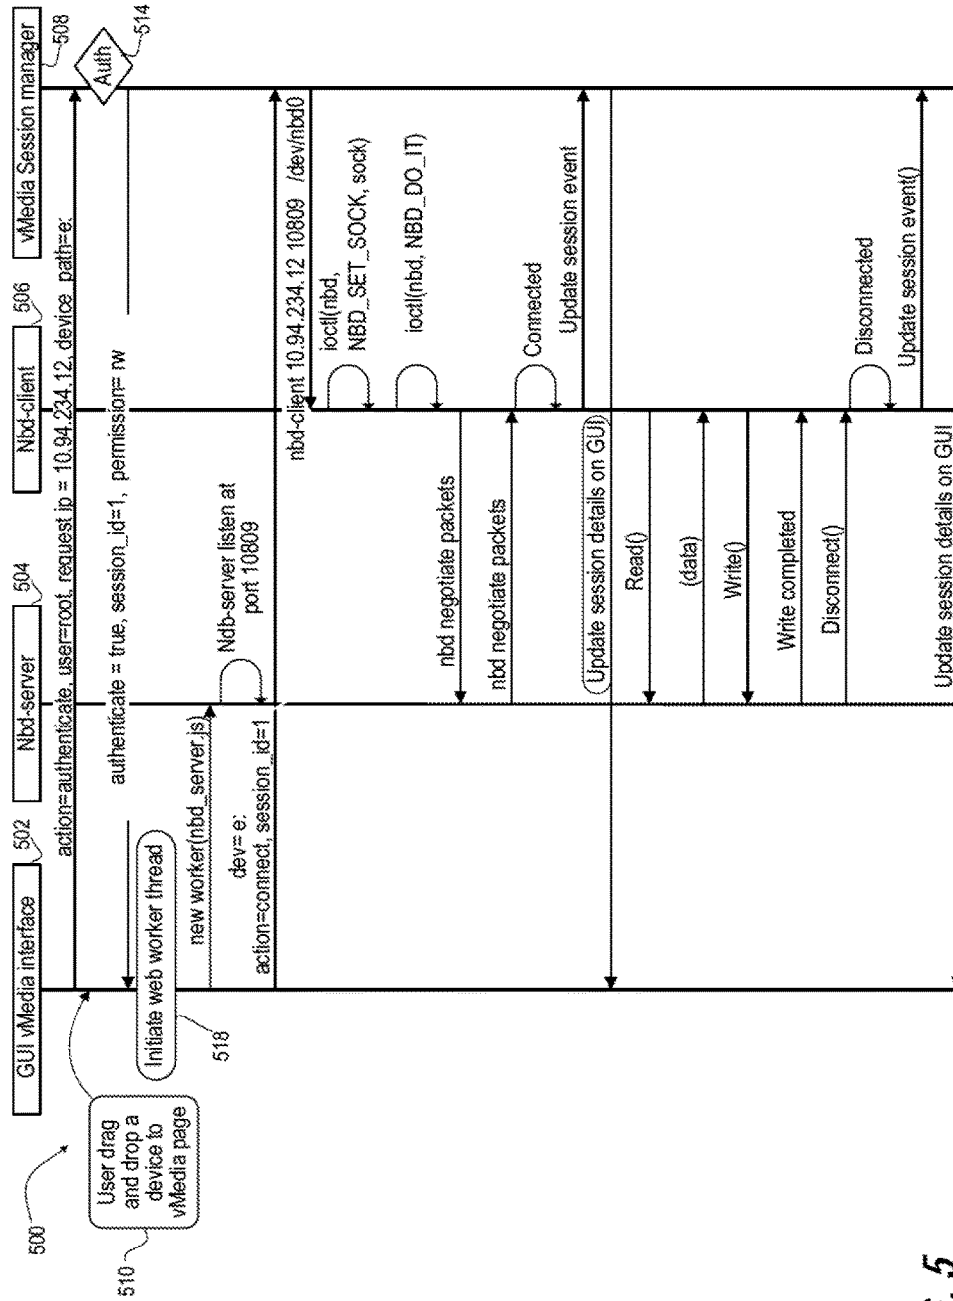 500
GUI vMedia interface
502
Nbd-server
504
Nbd-client
506
vMedia Session manager
508
User drag
and drop a
device to
vMedia page
510
action=authenticate, user=root, request ip = 10.94.234.12, device path=e:
Auth
514
authenticate = true, session_id=1, permission= rw
Initiate web worker thread
518
new worker(nbd_server.js)
Ndb-server listen at
port 10809
dev= e:
action=connect, session_id=1
nbd-client 10.94.234.12 10809 /dev/nbd0
ioctl(nbd,
NBD_SET_SOCK, sock)
ioctl(nbd, NBD_DO_IT)
nbd negotiate packets
nbd negotiate packets
Connected
Update session event
Update session details on GUI
Read()
(data)
Write()
Write completed
Disconnect()
Disconnected
Update session event()
Update session details on GUI
5